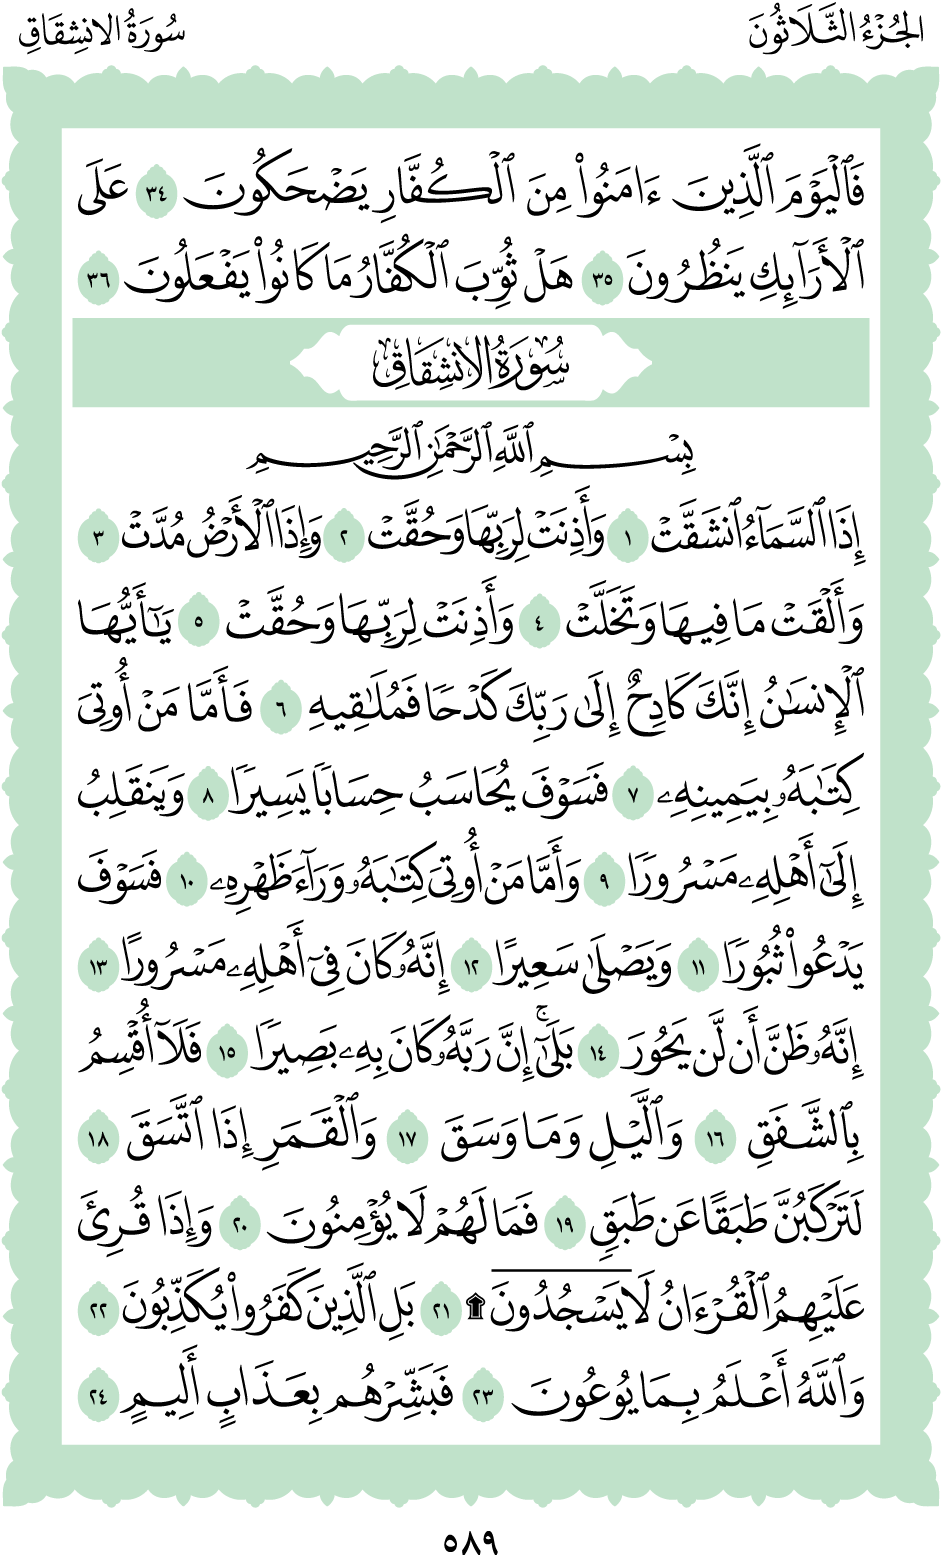 الجُزْءُ الثَّلَاثُونَ
سُورَةُ الانشِقَاقِ
فَٱلْيَوْمَ ٱلَّذِينَ ءَامَنُوا۟ مِنَ ٱلْكُفَّارِ يَضْحَكُونَ ٣٤ عَلَى
ٱلْأَرَآئِكِ يَنظُرُونَ ٣٥ هَلْ ثُوِّبَ ٱلْكُفَّارُ مَا كَانُوا۟ يَفْعَلُونَ ٣٦
سُورَةُ الانشِقَاقِ
بِسْمِ ٱللَّهِ ٱلرَّحْمَٰنِ ٱلرَّحِيمِ
إِذَا ٱلسَّمَآءُ ٱنشَقَّتْ ١ وَأَذِنَتْ لِرَبِّهَا وَحُقَّتْ ٢ وَإِذَا ٱلْأَرْضُ مُدَّتْ ٣
وَأَلْقَتْ مَا فِيهَا وَتَخَلَّتْ ٤ وَأَذِنَتْ لِرَبِّهَا وَحُقَّتْ ٥ يَٰٓأَيُّهَا
ٱلْإِنسَٰنُ إِنَّكَ كَادِحٌ إِلَىٰ رَبِّكَ كَدْحًا فَمُلَٰقِيهِ ٦ فَأَمَّا مَنْ أُوتِىَ
كِتَٰبَهُۥ بِيَمِينِهِۦ ٧ فَسَوْفَ يُحَاسَبُ حِسَابًا يَسِيرًا ٨ وَيَنقَلِبُ
إِلَىٰٓ أَهْلِهِۦ مَسْرُورًا ٩ وَأَمَّا مَنْ أُوتِىَ كِتَٰبَهُۥ وَرَآءَ ظَهْرِهِۦ ١٠ فَسَوْفَ
يَدْعُوا۟ ثُبُورًا ١١ وَيَصْلَىٰ سَعِيرًا ١٢ إِنَّهُۥ كَانَ فِىٓ أَهْلِهِۦ مَسْرُورًا ١٣
إِنَّهُۥ ظَنَّ أَن لَّن يَحُورَ ١٤ بَلَىٰٓۚ إِنَّ رَبَّهُۥ كَانَ بِهِۦ بَصِيرًا ١٥ فَلَآ أُقْسِمُ
بِٱلشَّفَقِ ١٦ وَٱلَّيْلِ وَمَا وَسَقَ ١٧ وَٱلْقَمَرِ إِذَا ٱتَّسَقَ ١٨
لَتَرْكَبُنَّ طَبَقًا عَن طَبَقٍ ١٩ فَمَا لَهُمْ لَا يُؤْمِنُونَ ٢٠ وَإِذَا قُرِئَ
عَلَيْهِمُ ٱلْقُرْءَانُ لَا يَسْجُدُونَ ۩ ٢١ بَلِ ٱلَّذِينَ كَفَرُوا۟ يُكَذِّبُونَ ٢٢
وَٱللَّهُ أَعْلَمُ بِمَا يُوعُونَ ٢٣ فَبَشِّرْهُم بِعَذَابٍ أَلِيمٍ ٢٤
٥٨٩